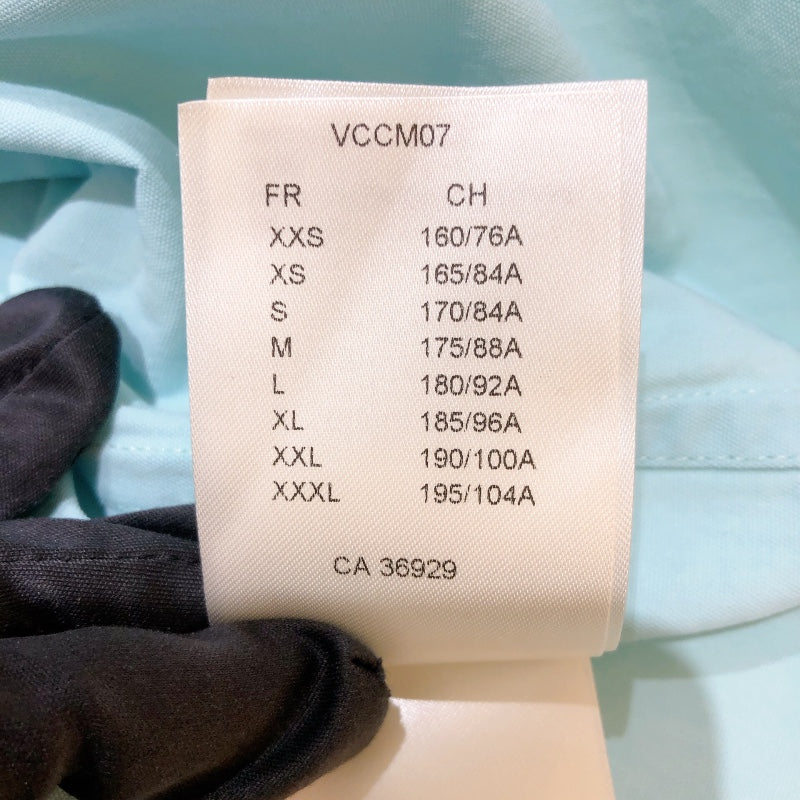 VCCM07
FR CH
XXS 160/76A
XS 165/84A
S 170/84A
M 175/88A
L 180/92A
XL 185/96A
XXL 190/100A
XXXL 195/104A
CA 36929